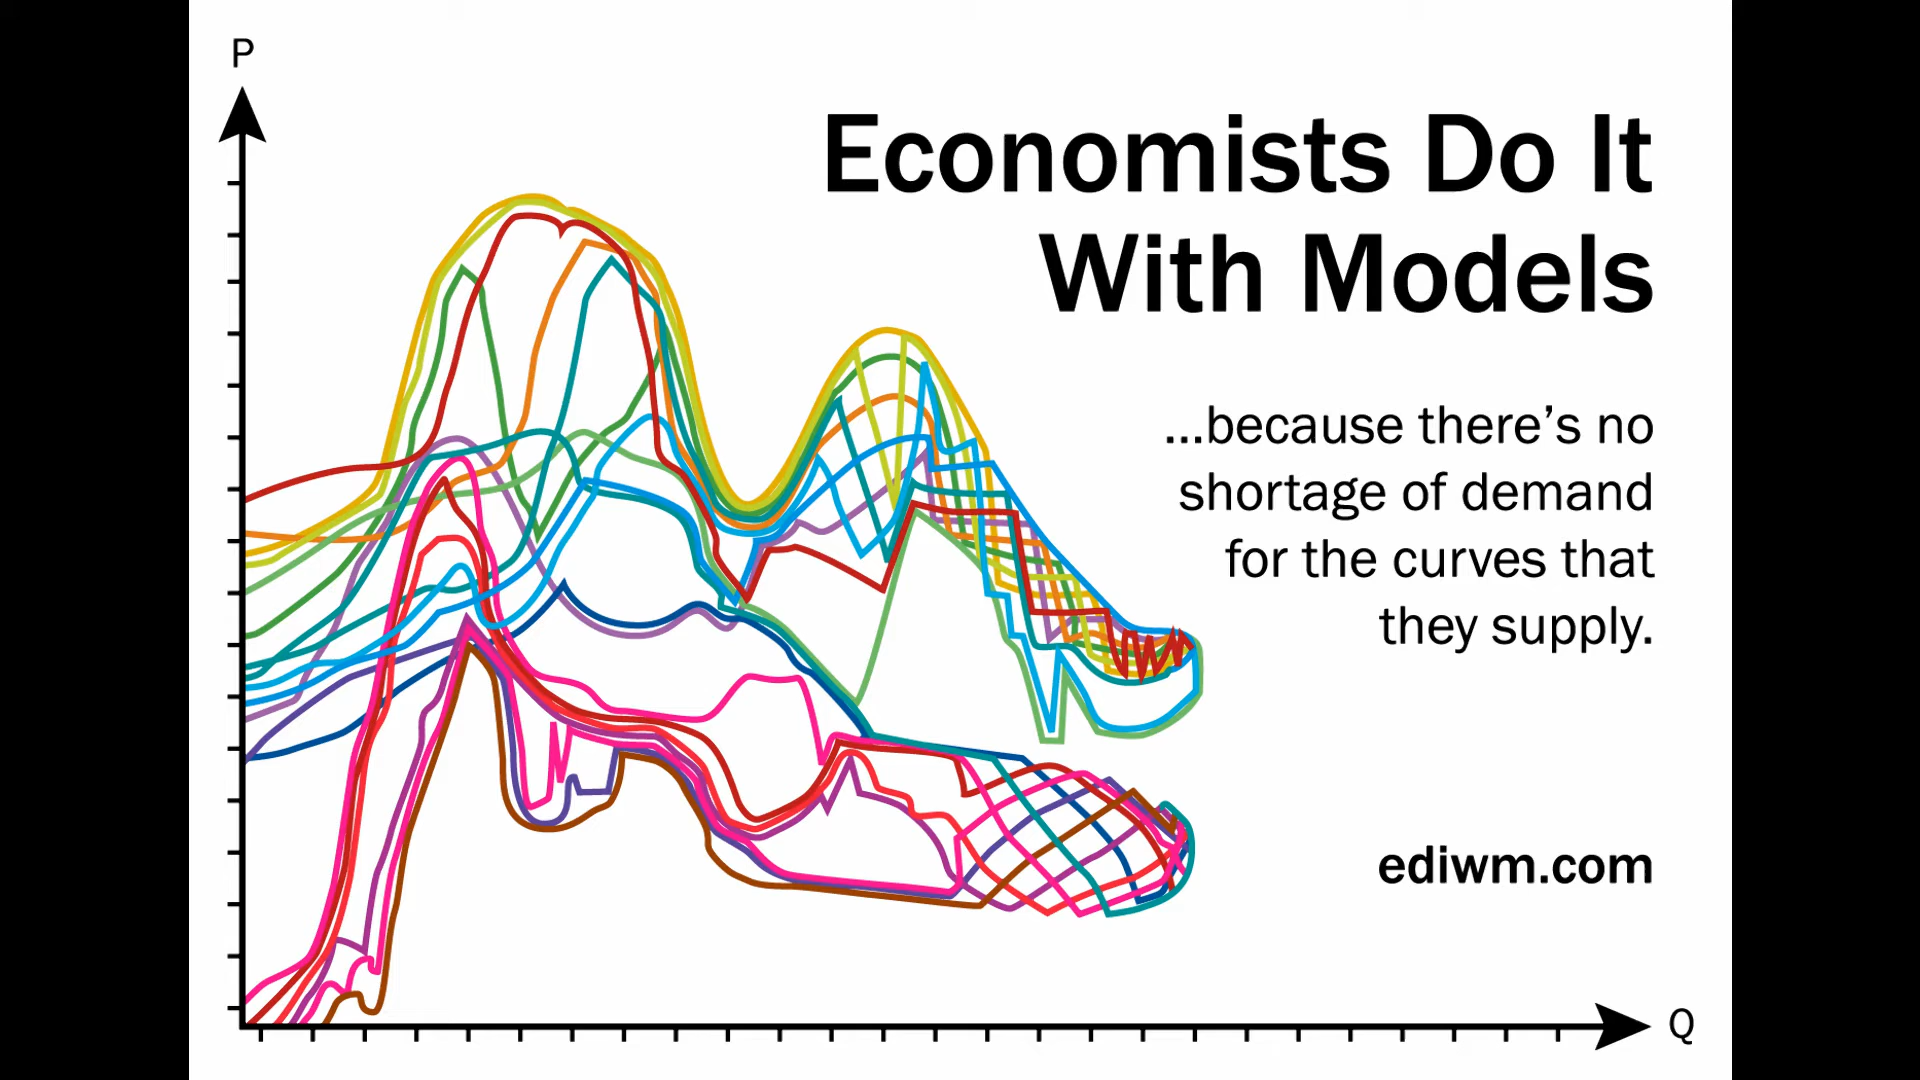 P
Economists Do It
With Models
...because there’s no
shortage of demand
for the curves that
they supply.
ediwm.com
Q